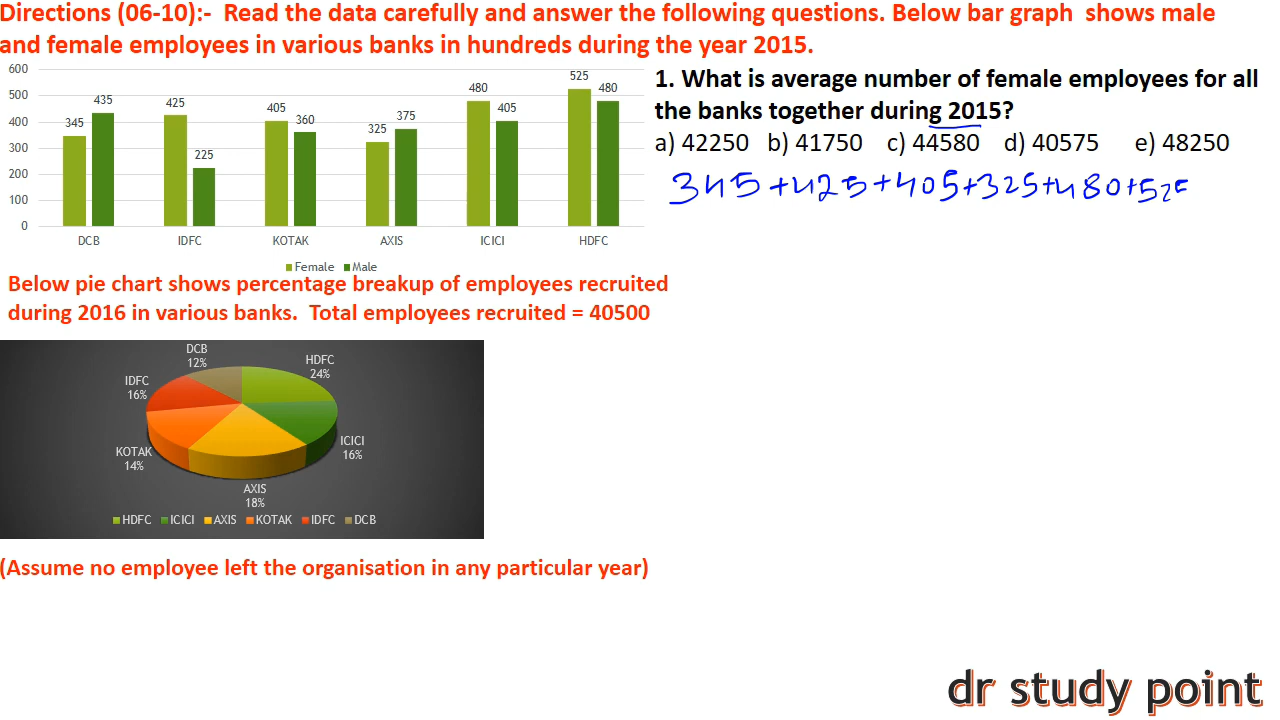 Directions (06-10):-  Read the data carefully and answer the following questions. Below bar graph  shows male
and female employees in various banks in hundreds during the year 2015.
1. What is average number of female employees for all
the banks together during 2015?
a) 42250   b) 41750   c) 44580   d) 40575   e) 48250
345+425+405+325+480+525
600
500
400
300
200
100
0
345 435 425 225 405 360 325 375 480 405 525 480
DCB IDFC KOTAK AXIS ICICI HDFC
Female Male
Below pie chart shows percentage breakup of employees recruited
during 2016 in various banks.  Total employees recruited = 40500
DCB
12%
HDFC
24%
IDFC
16%
ICICI
16%
KOTAK
14%
AXIS
18%
HDFC ICICI AXIS KOTAK IDFC DCB
(Assume no employee left the organisation in any particular year)
dr study point